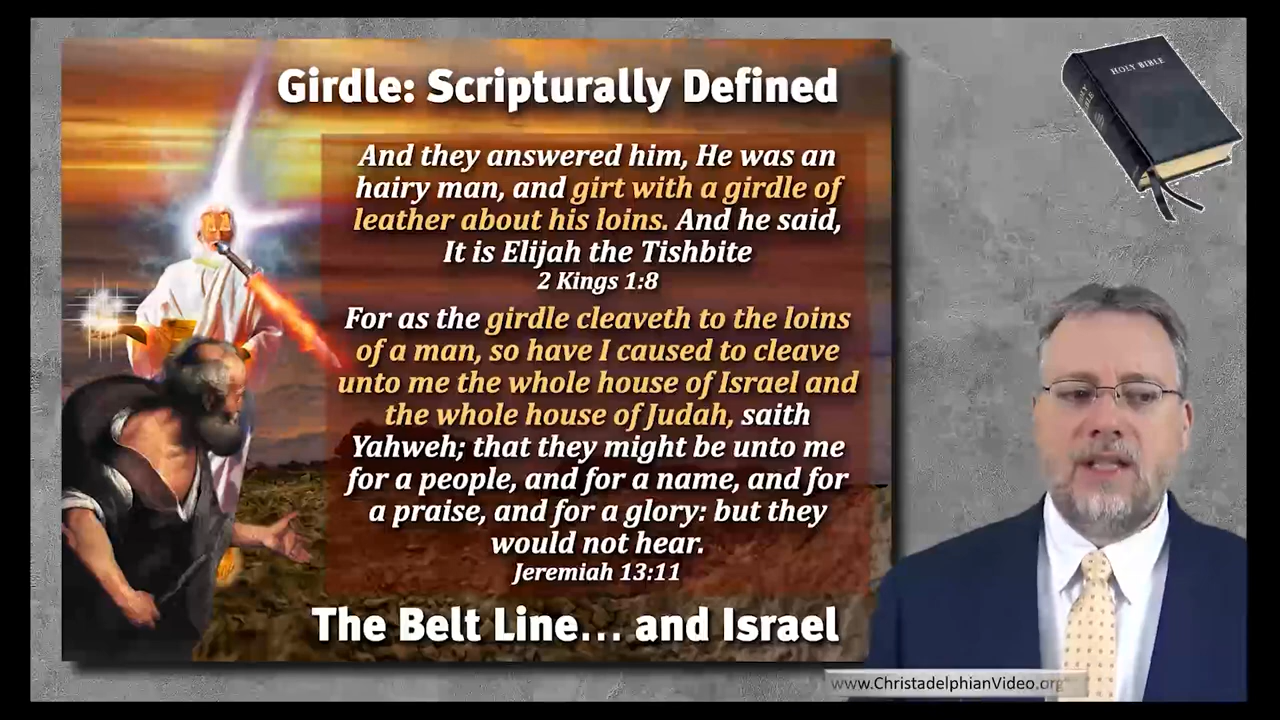 Girdle: Scripturally Defined
And they answered him, He was an
hairy man, and girt with a girdle of
leather about his loins. And he said,
It is Elijah the Tishbite
2 Kings 1:8
For as the girdle cleaveth to the loins
of a man, so have I caused to cleave
unto me the whole house of Israel and
the whole house of Judah, saith
Yahweh; that they might be unto me
for a people, and for a name, and for
a praise, and for a glory: but they
would not hear.
Jeremiah 13:11
The Belt Line... and Israel
HOLY BIBLE
www.ChristadelphianVideo.org